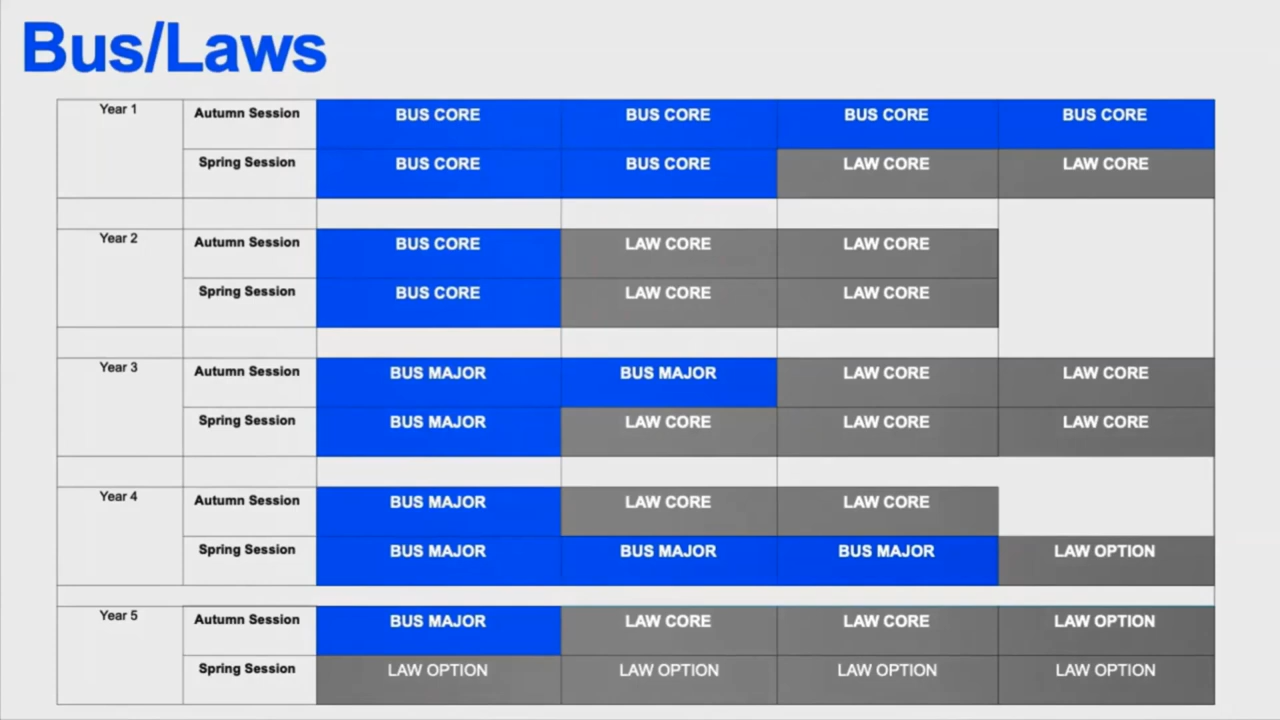 Bus/Laws
Year 1 Autumn Session BUS CORE BUS CORE BUS CORE BUS CORE
Spring Session BUS CORE BUS CORE LAW CORE LAW CORE
Year 2 Autumn Session BUS CORE LAW CORE LAW CORE
Spring Session BUS CORE LAW CORE LAW CORE
Year 3 Autumn Session BUS MAJOR BUS MAJOR LAW CORE LAW CORE
Spring Session BUS MAJOR LAW CORE LAW CORE LAW CORE
Year 4 Autumn Session BUS MAJOR LAW CORE LAW CORE
Spring Session BUS MAJOR BUS MAJOR BUS MAJOR LAW OPTION
Year 5 Autumn Session BUS MAJOR LAW CORE LAW CORE LAW OPTION
Spring Session LAW OPTION LAW OPTION LAW OPTION LAW OPTION